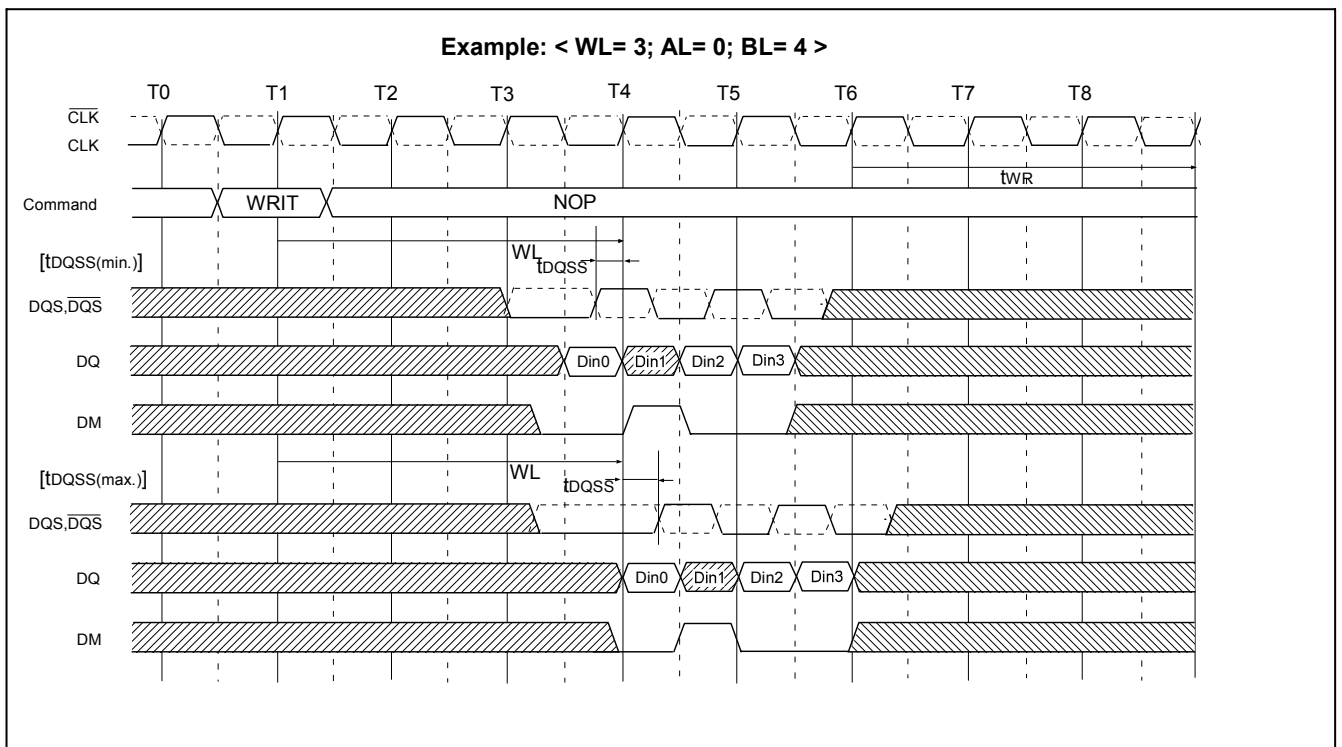 Example: < WL= 3; AL= 0; BL= 4 >
T0 T1 T2 T3 T4 T5 T6 T7 T8
CLK
CLK
tWR
Command WRIT NOP
WL
[tDQSS(min.)] tDQSS
DQS,DQS
DQ Din0 Din1 Din2 Din3
DM
WL
[tDQSS(max.)] tDQSS
DQS,DQS
DQ Din0 Din1 Din2 Din3
DM